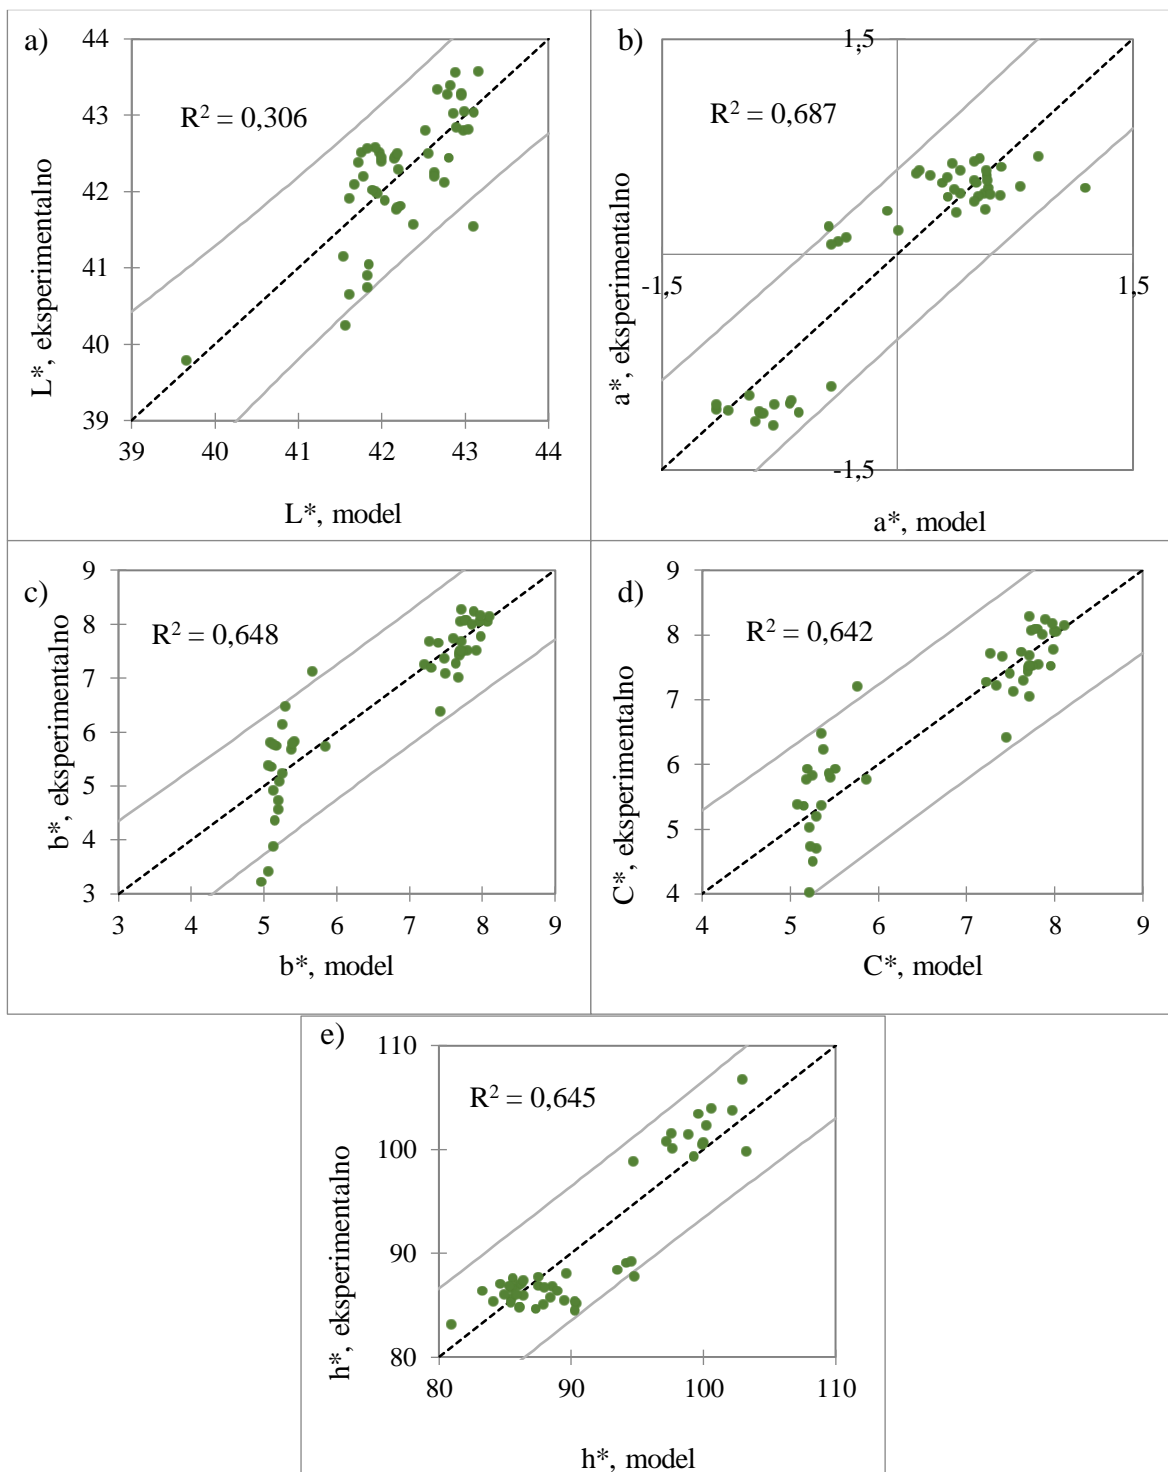 a)
44
43
42
41
40
39
R² = 0,306
L*, eksperimentalno
39 40 41 42 43 44
L*, model
b)
1,5
R² = 0,687
a*, eksperimentalno
-1,5 1,5
-1,5
a*, model
c)
9
8
7
6
5
4
3
R² = 0,648
b*, eksperimentalno
3 4 5 6 7 8 9
b*, model
d)
9
8
7
6
5
4
R² = 0,642
C*, eksperimentalno
4 5 6 7 8 9
C*, model
e)
110
100
90
80
R² = 0,645
h*, eksperimentalno
80 90 100 110
h*, model